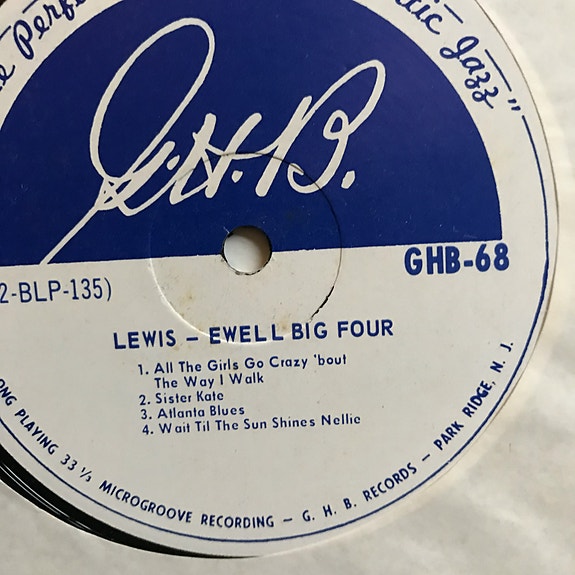 Jazz"
G.H.B.
GHB-68
2-BLP-135)
LEWIS – EWELL BIG FOUR
1. All The Girls Go Crazy 'bout
The Way I Walk
2. Sister Kate
3. Atlanta Blues
4. Wait Til The Sun Shines Nellie
PLAYING 33 ⅓ MICROGROOVE RECORDING – G. H. B. RECORDS – PARK RIDGE, N. J.